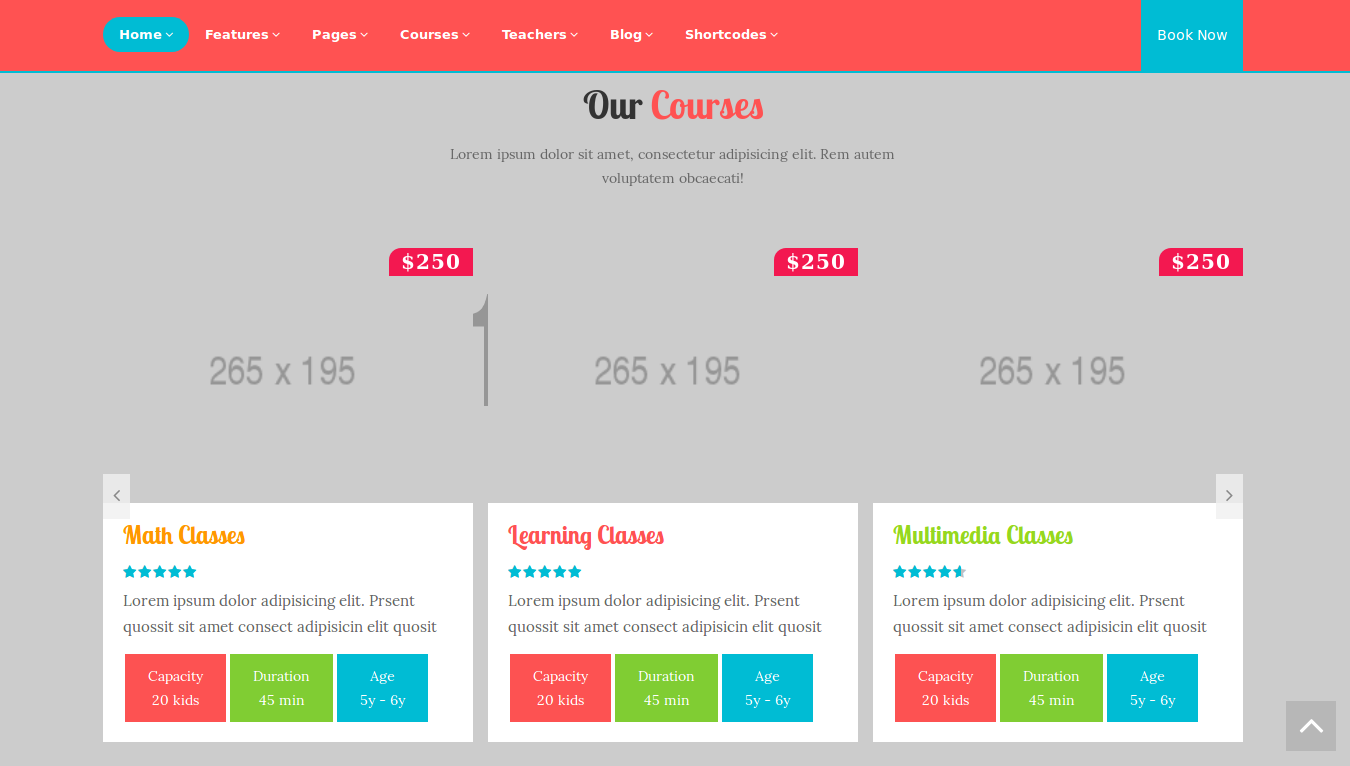 Home Features Pages Courses Teachers Blog Shortcodes Book Now
Our Courses
Lorem ipsum dolor sit amet, consectetur adipisicing elit. Rem autem
voluptatem obcaecati!
$250 $250 $250
1
265 x 195 265 x 195 265 x 195
Math Classes
Lorem ipsum dolor adipisicing elit. Prsent
quossit sit amet consect adipisicin elit quosit
Capacity Duration Age
20 kids 45 min 5y - 6y
Learning Classes
Lorem ipsum dolor adipisicing elit. Prsent
quossit sit amet consect adipisicin elit quosit
Capacity Duration Age
20 kids 45 min 5y - 6y
Multimedia Classes
Lorem ipsum dolor adipisicing elit. Prsent
quossit sit amet consect adipisicin elit quosit
Capacity Duration Age
20 kids 45 min 5y - 6y